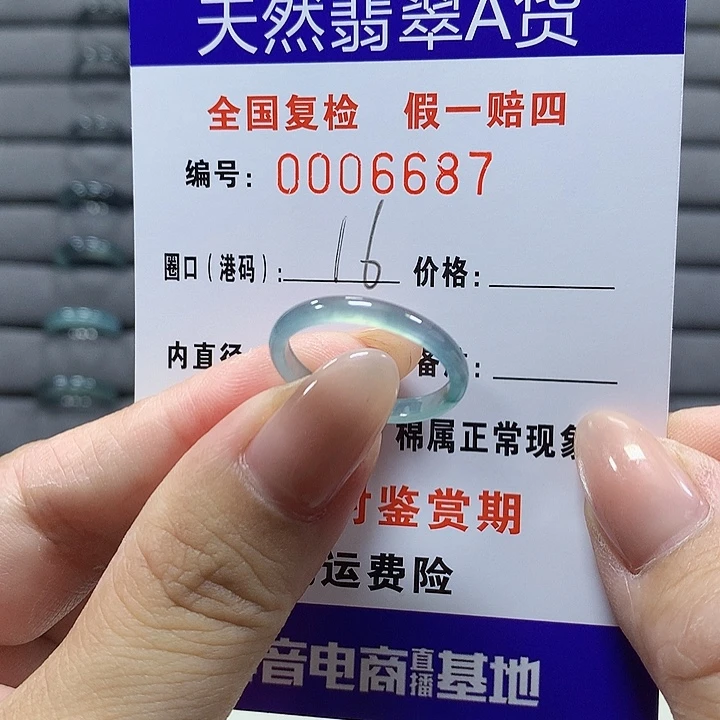 天然翡翠A货
全国复检 假一赔四
编号: 0006687
圈口(港码): 16 价格:
内直径 备:
棉属正常现象
鉴赏期
运费险
音电商直播基地